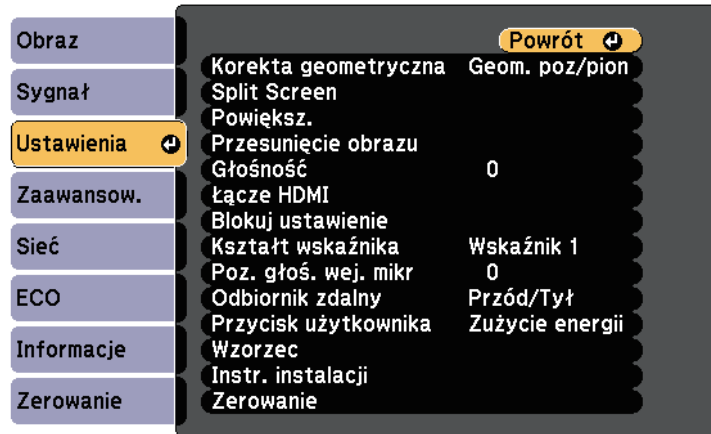 Obraz
Sygnał
Ustawienia
Zaawansow.
Sieć
ECO
Informacje
Zerowanie
Powrót
Korekta geometryczna Geom. poz/pion
Split Screen
Powiększ.
Przesunięcie obrazu
Głośność 0
Łącze HDMI
Blokuj ustawienie
Kształt wskaźnika Wskaźnik 1
Poz. głoś. wej. mikr 0
Odbiornik zdalny Przód/Tył
Przycisk użytkownika Zużycie energii
Wzorzec
Instr. instalacji
Zerowanie